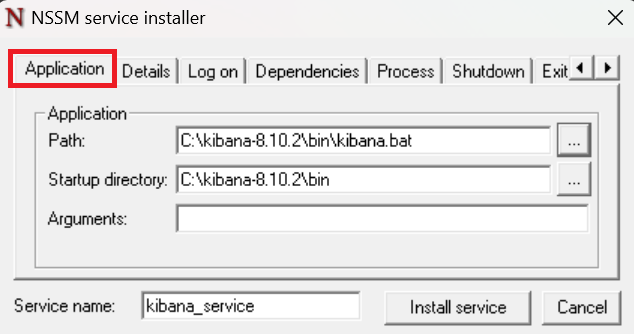 N NSSM service installer
Application Details Log on Dependencies Process Shutdown Exit
Application
Path: C:\kibana-8.10.2\bin\kibana.bat ...
Startup directory: C:\kibana-8.10.2\bin ...
Arguments:
Service name: kibana_service Install service Cancel